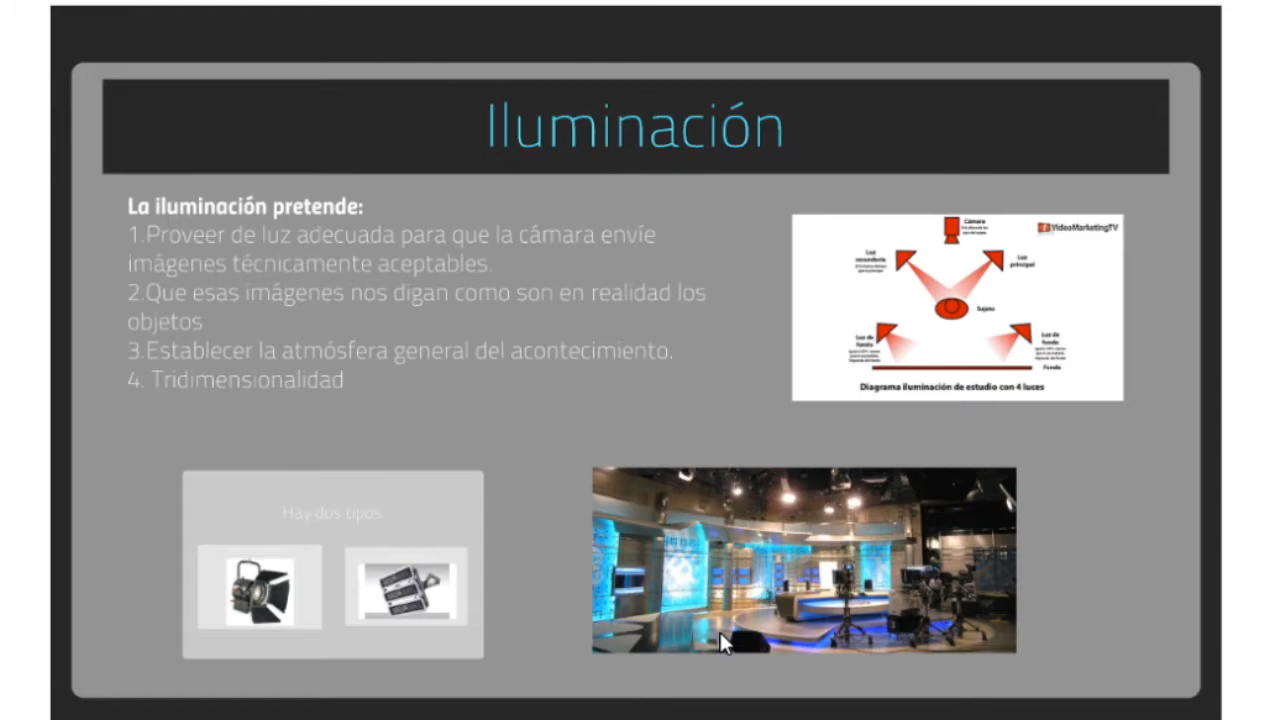 Iluminación
La iluminación pretende:
1.Proveer de luz adecuada para que la cámara envíe
imágenes técnicamente aceptables.
2.Que esas imágenes nos digan como son en realidad los
objetos
3.Establecer la atmósfera general del acontecimiento.
4. Tridimensionalidad
Cámara
VideoMarketingTV
Luz
secundaria
Luz
principal
Sujeto
Luz de
fondo
Luz de
fondo
Fondo
Diagrama iluminación de estudio con 4 luces
Hay dos tipos